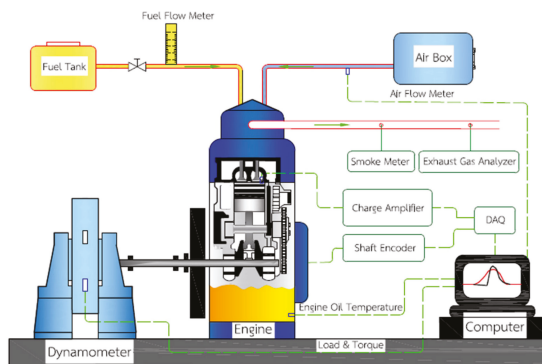 Fuel Flow Meter
Fuel Tank
Air Box
Air Flow Meter
Smoke Meter
Exhaust Gas Analyzer
Charge Amplifier
DAQ
Shaft Encoder
Engine Oil Temperature
Engine
Computer
Load & Torque
Dynamometer